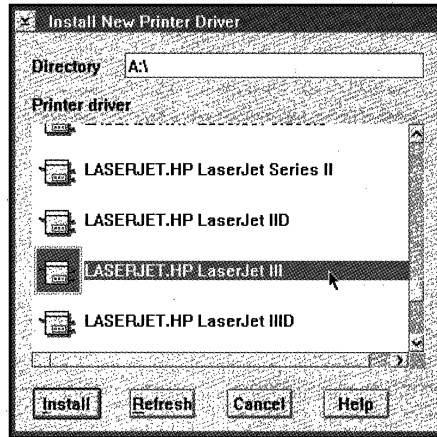 Install New Printer Driver
Directory A:\
Printer driver
LASERJET.HP LaserJet Series II
LASERJET.HP LaserJet IID
LASERJET.HP LaserJet III
LASERJET.HP LaserJet IIID
Install Refresh Cancel Help